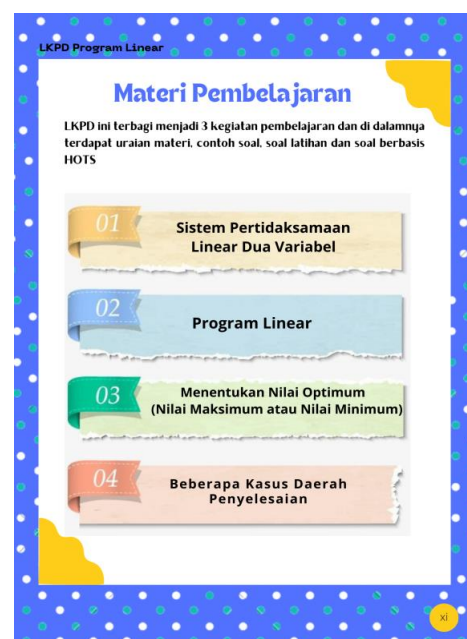 LKPD Program Linear
Materi Pembelajaran
LKPD ini terbagi menjadi 3 kegiatan pembelajaran dan di dalamnya
terdapat uraian materi, contoh soal, soal latihan dan soal berbasis
HOTS
01
Sistem Pertidaksamaan
Linear Dua Variabel
02
Program Linear
03
Menentukan Nilai Optimum
(Nilai Maksimum atau Nilai Minimum)
04
Beberapa Kasus Daerah
Penyelesaian
xi